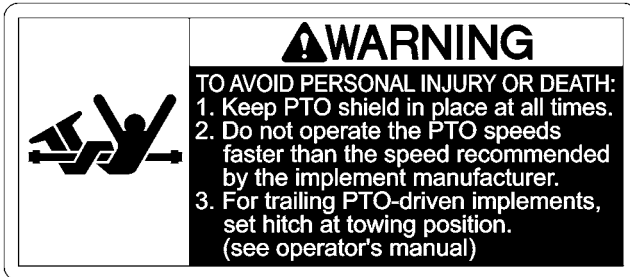 WARNING
TO AVOID PERSONAL INJURY OR DEATH:
1. Keep PTO shield in place at all times.
2. Do not operate the PTO speeds
faster than the speed recommended
by the implement manufacturer.
3. For trailing PTO-driven implements,
set hitch at towing position.
(see operator's manual)